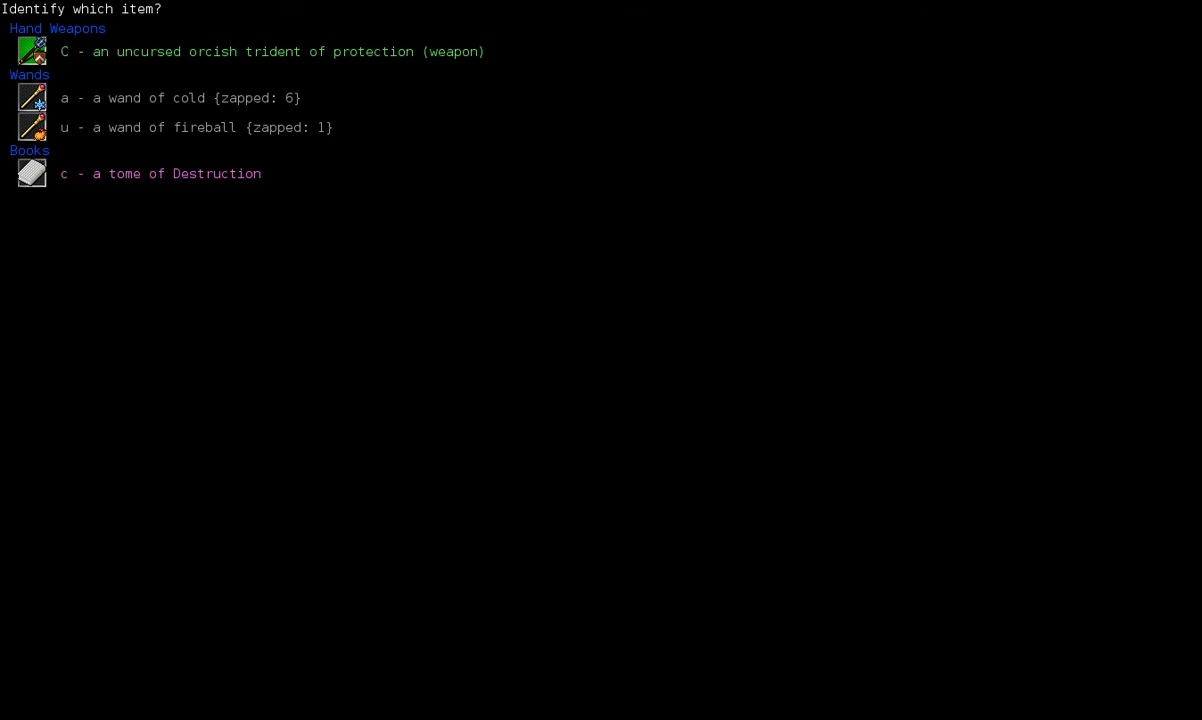 Identify which item?
Hand Weapons
C - an uncursed orcish trident of protection (weapon)
Wands
a - a wand of cold {zapped: 6}
u - a wand of fireball {zapped: 1}
Books
c - a tome of Destruction